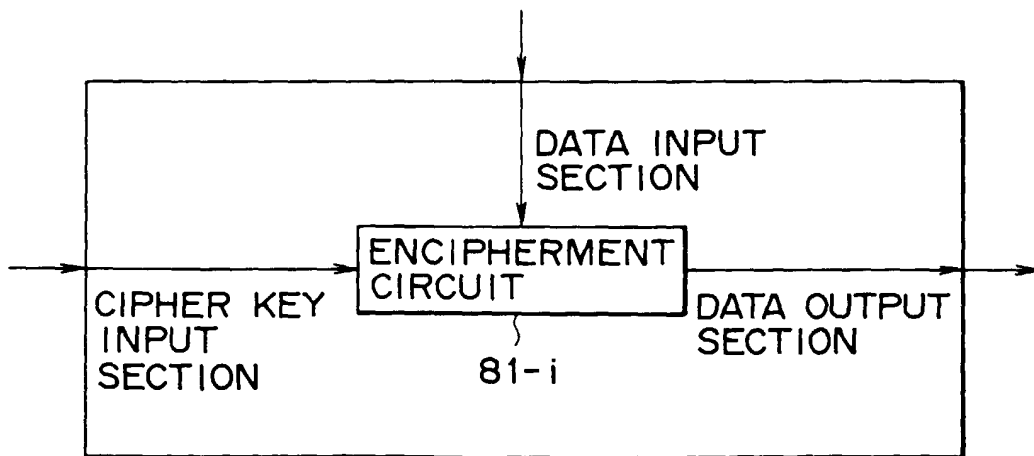 DATA INPUT
SECTION
ENCIPHERMENT
CIRCUIT
CIPHER KEY
INPUT
SECTION
DATA OUTPUT
SECTION
81-i